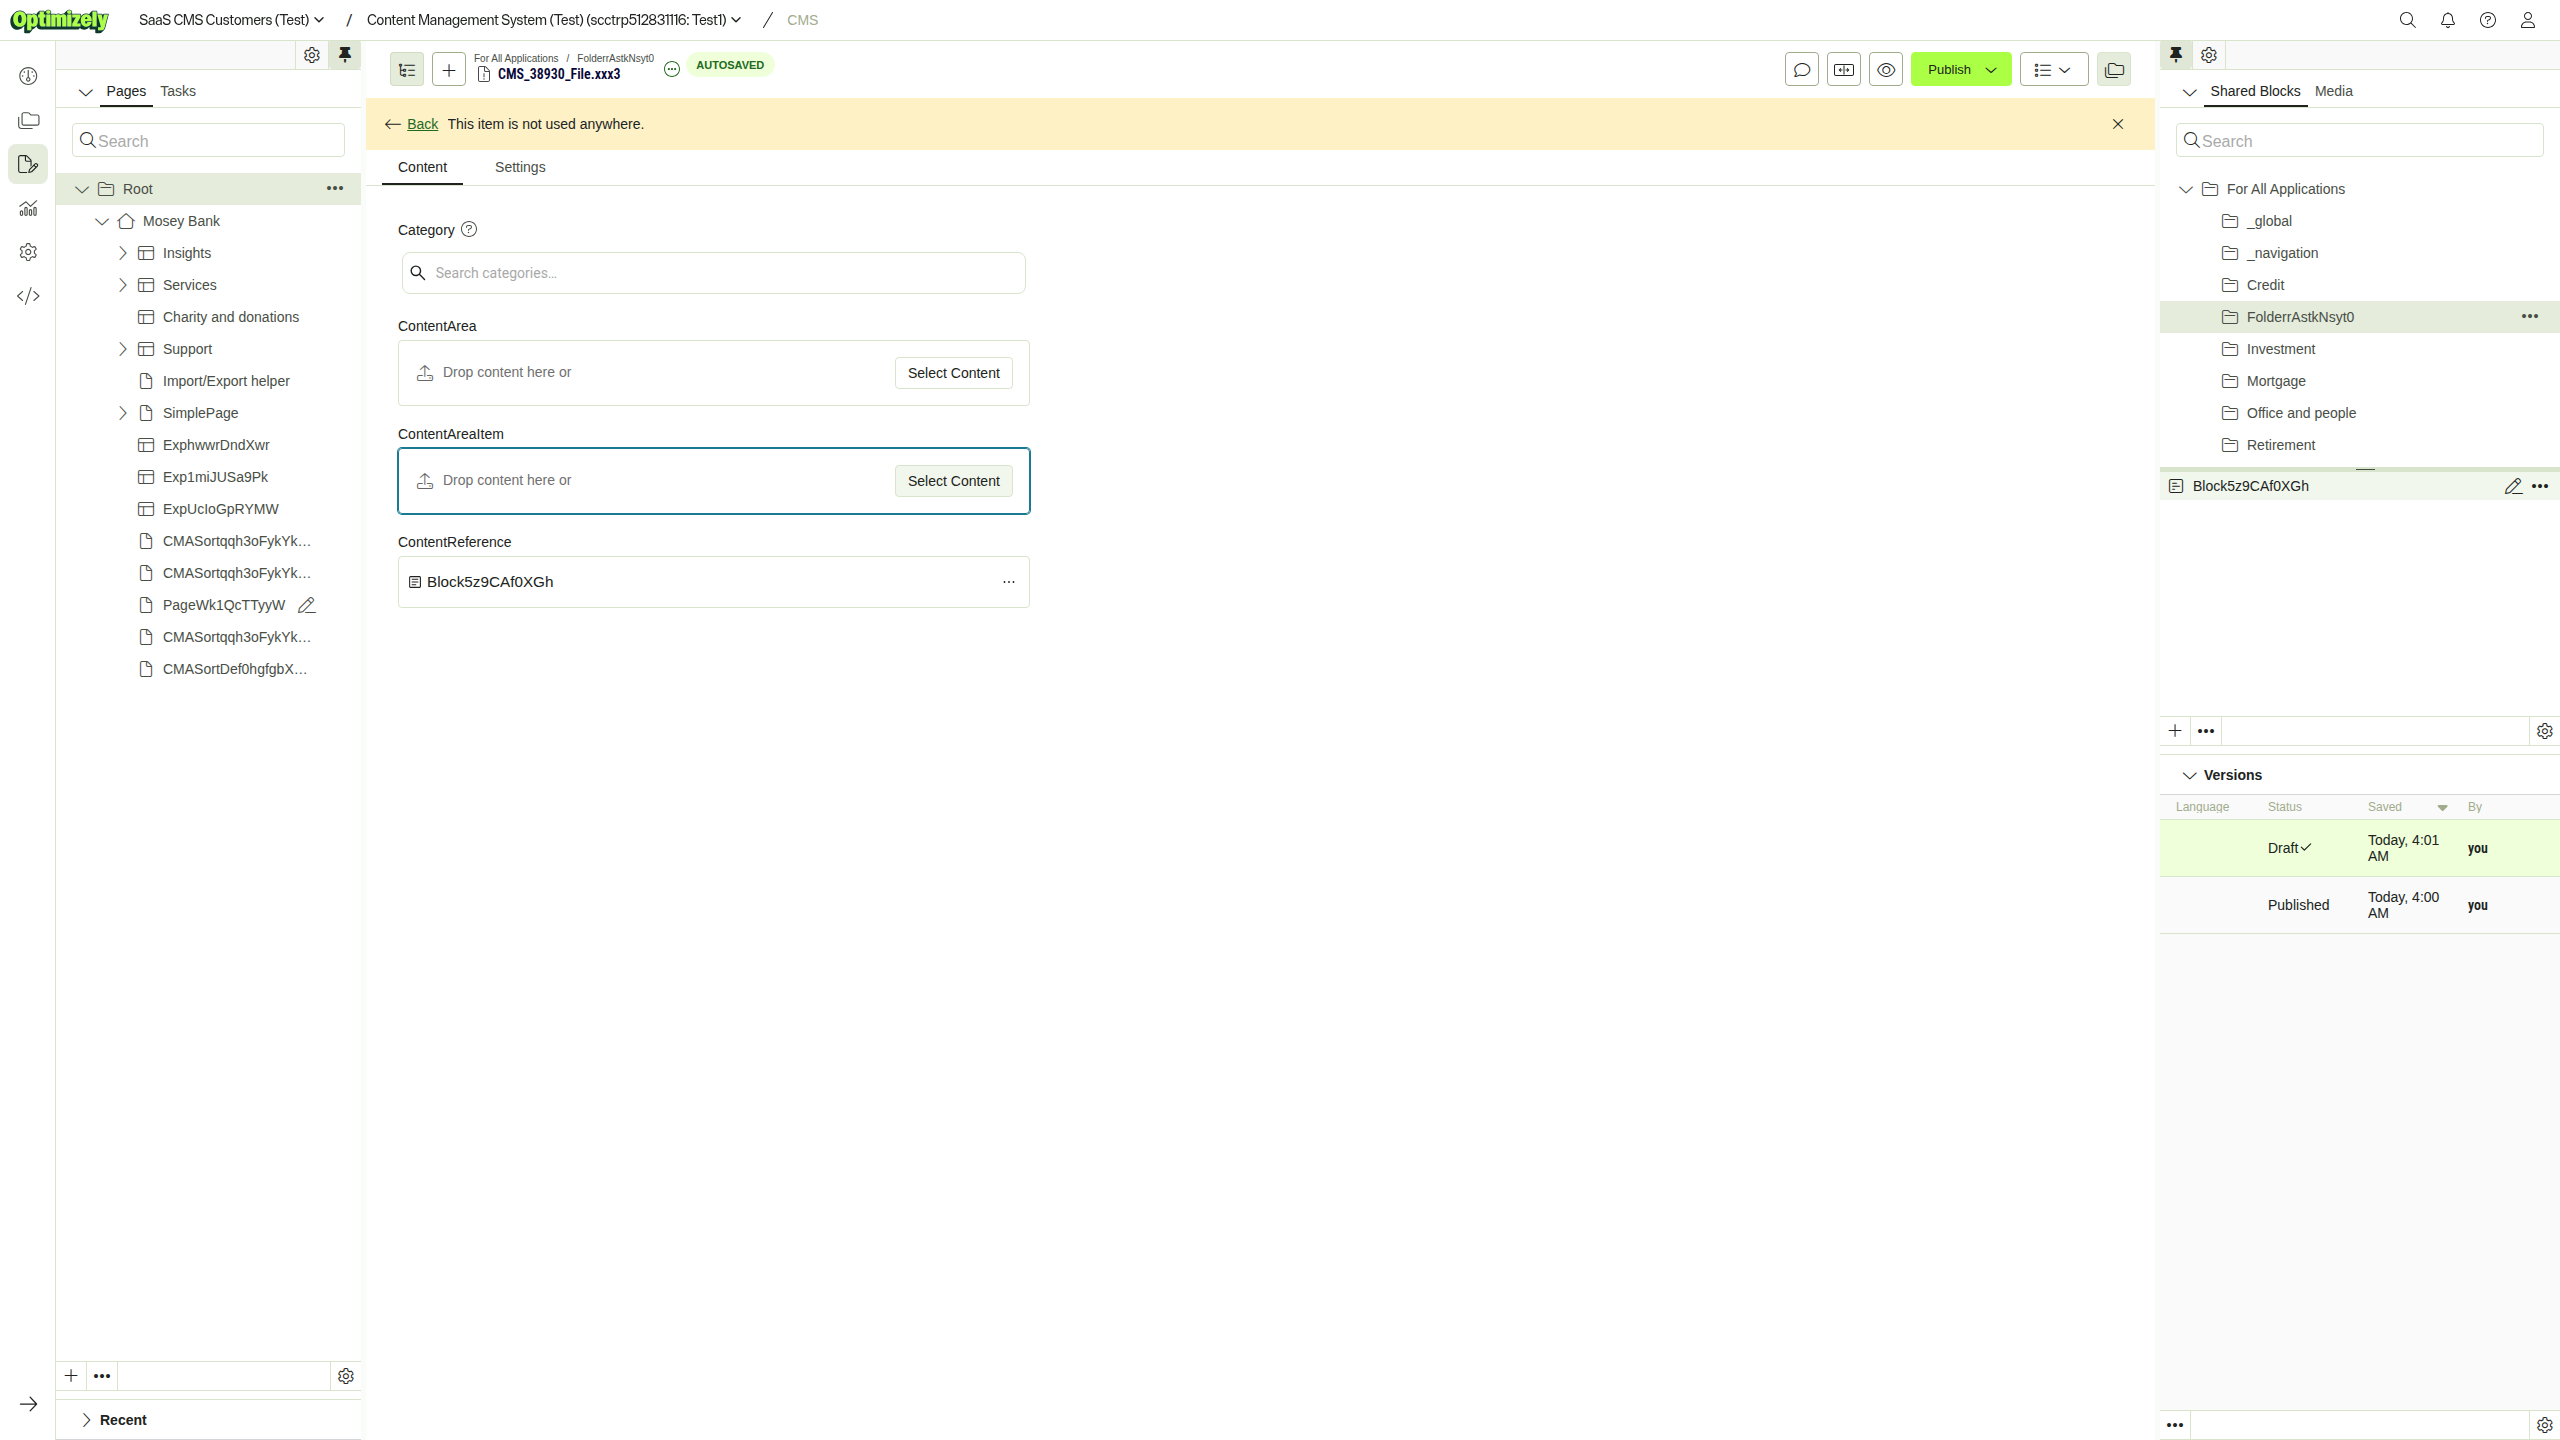 Optimizely
SaaS CMS Customers (Test) / Content Management System (Test) (scctrp512831116: Test1) / CMS
Pages Tasks
Search
Root
Mosey Bank
Insights
Services
Charity and donations
Support
Import/Export helper
SimplePage
ExphwwrDndXwr
Exp1miJUSa9Pk
ExpUcIoGpRYMW
CMASortqqh3oFykYk...
CMASortqqh3oFykYk...
PageWk1QcTTyyW
CMASortqqh3oFykYk...
CMASortDef0hgfgbX...
Recent
For All Applications / FolderrAstkNsyt0
CMS_38930_File.xxx3
AUTOSAVED
Publish
Back This item is not used anywhere.
Content Settings
Category
Search categories...
ContentArea
Drop content here or Select Content
ContentAreaItem
Drop content here or Select Content
ContentReference
Block5z9CAf0XGh
Shared Blocks Media
Search
For All Applications
_global
_navigation
Credit
FolderrAstkNsyt0
Investment
Mortgage
Office and people
Retirement
Block5z9CAf0XGh
Versions
Language Status Saved By
Draft Today, 4:01 AM you
Published Today, 4:00 AM you